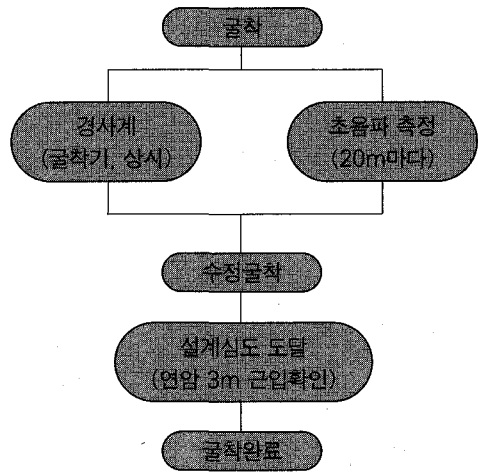 굴착
경사계
(굴착기, 상시)
초음파 측정
(20m마다)
수정굴착
설계심도 도달
(연암 3m 근입확인)
굴착완료